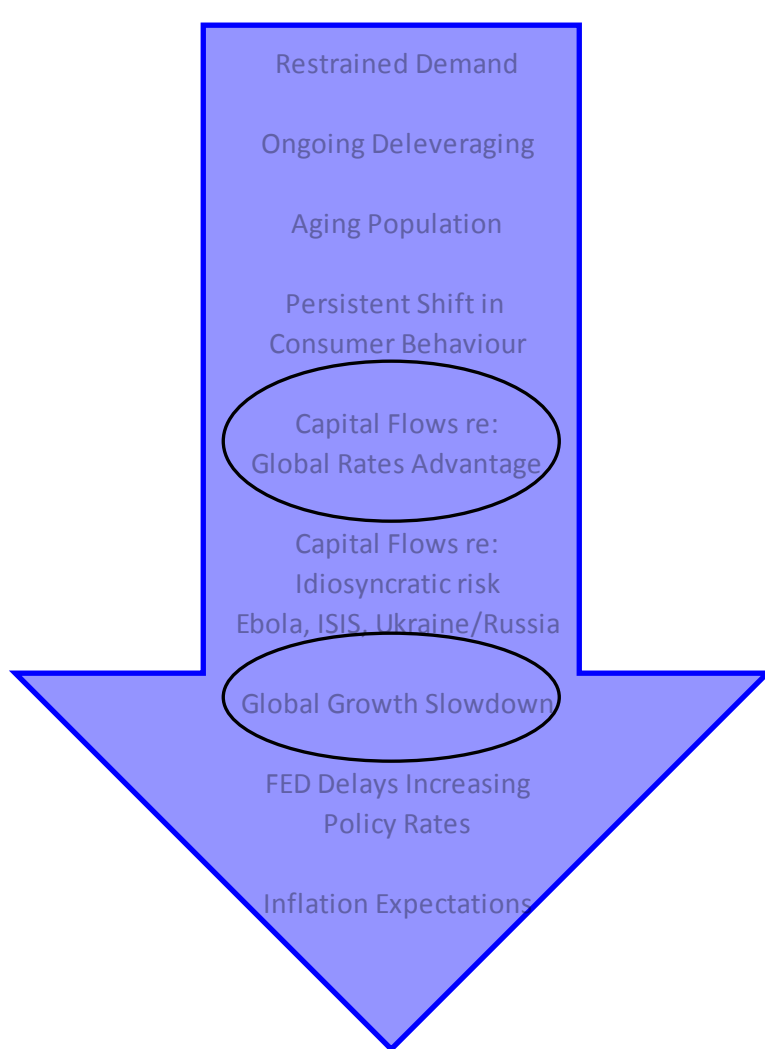 Restrained Demand
Ongoing Deleveraging
Aging Population
Persistent Shift in
Consumer Behaviour
Capital Flows re:
Global Rates Advantage
Capital Flows re:
Idiosyncratic risk
Ebola, ISIS, Ukraine/Russia
Global Growth Slowdown
FED Delays Increasing
Policy Rates
Inflation Expectations